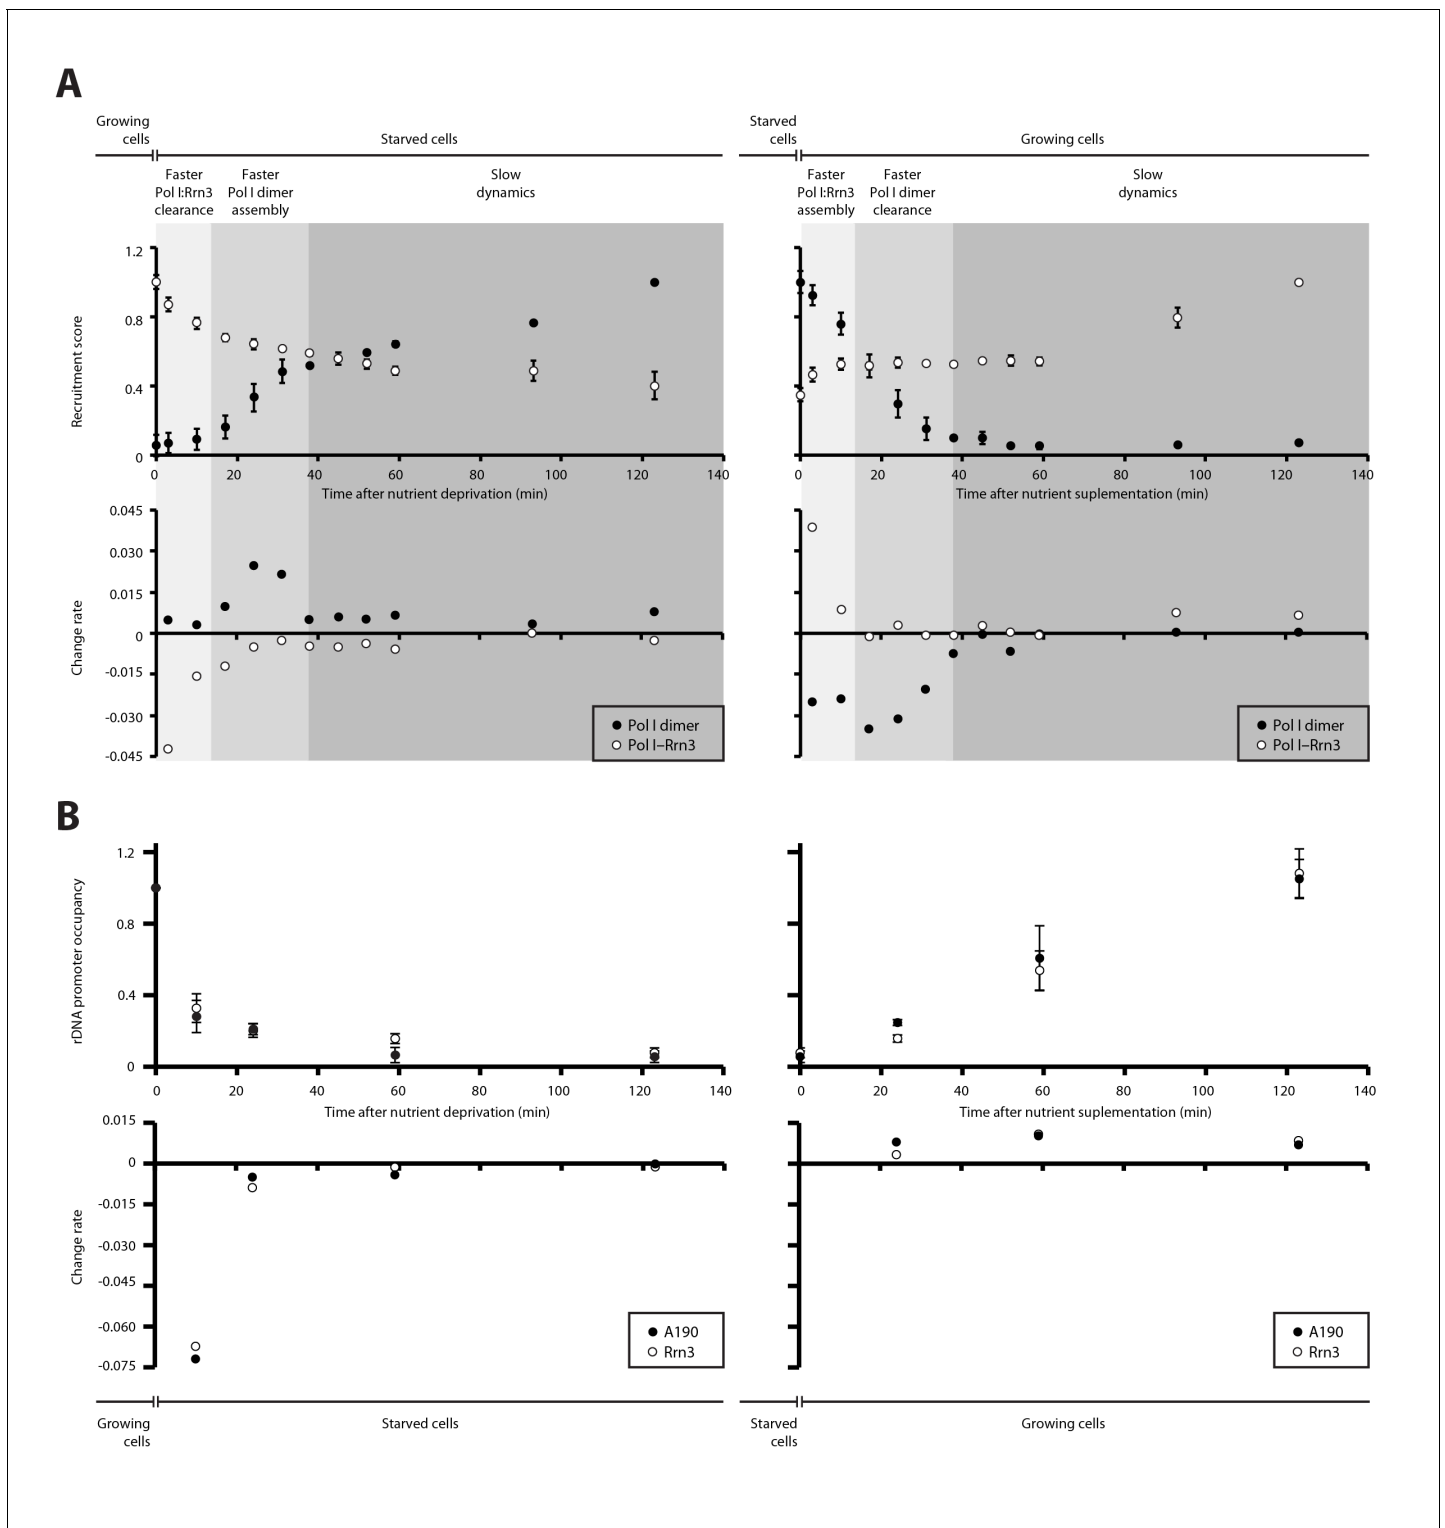 A
Growing
cells
Starved cells
Faster
Pol I:Rrn3
clearance
Faster
Pol I dimer
assembly
Slow
dynamics
Recruitment score
1.2
0.8
0.4
0
0 20 40 60 80 100 120 140
Time after nutrient deprivation (min)
Change rate
0.045
0.030
0.015
0
-0.015
-0.030
-0.045
Pol I dimer
Pol I–Rrn3
Starved
cells
Growing cells
Faster
Pol I:Rrn3
assembly
Faster
Pol I dimer
clearance
Slow
dynamics
0 20 40 60 80 100 120 140
Time after nutrient suplementation (min)
Pol I dimer
Pol I–Rrn3
B
rDNA promoter occupancy
1.2
0.8
0.4
0
0 20 40 60 80 100 120 140
Time after nutrient deprivation (min)
Change rate
0.015
0
-0.015
-0.030
-0.045
-0.060
-0.075
A190
Rrn3
Growing
cells
Starved cells
0 20 40 60 80 100 120 140
Time after nutrient suplementation (min)
A190
Rrn3
Starved
cells
Growing cells